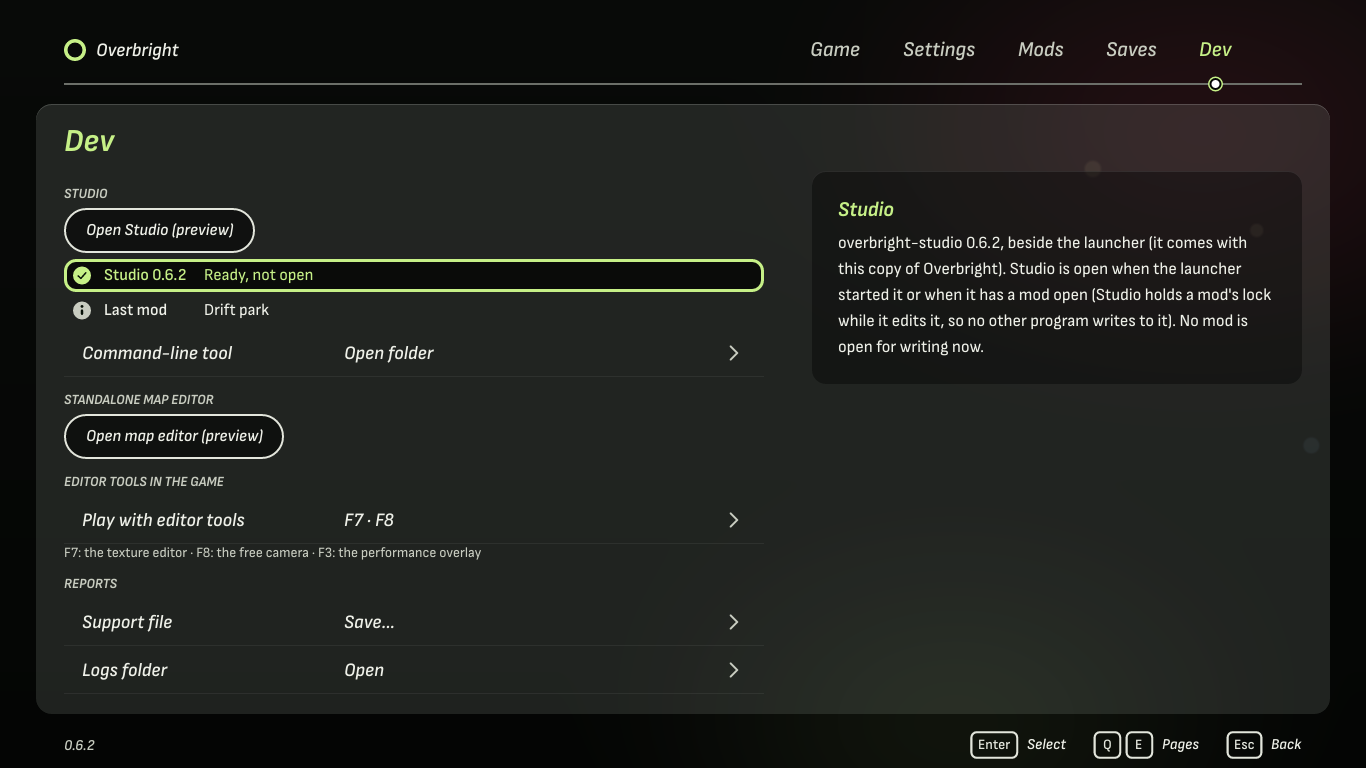 Overbright
Game Settings Mods Saves Dev
Dev
STUDIO
Open Studio (preview)
Studio 0.6.2 Ready, not open
Last mod Drift park
Command-line tool Open folder
STANDALONE MAP EDITOR
Open map editor (preview)
EDITOR TOOLS IN THE GAME
Play with editor tools F7 · F8
F7: the texture editor · F8: the free camera · F3: the performance overlay
REPORTS
Support file Save...
Logs folder Open
Studio
overbright-studio 0.6.2, beside the launcher (it comes with
this copy of Overbright). Studio is open when the launcher
started it or when it has a mod open (Studio holds a mod's lock
while it edits it, so no other program writes to it). No mod is
open for writing now.
0.6.2
Enter Select Q E Pages Esc Back